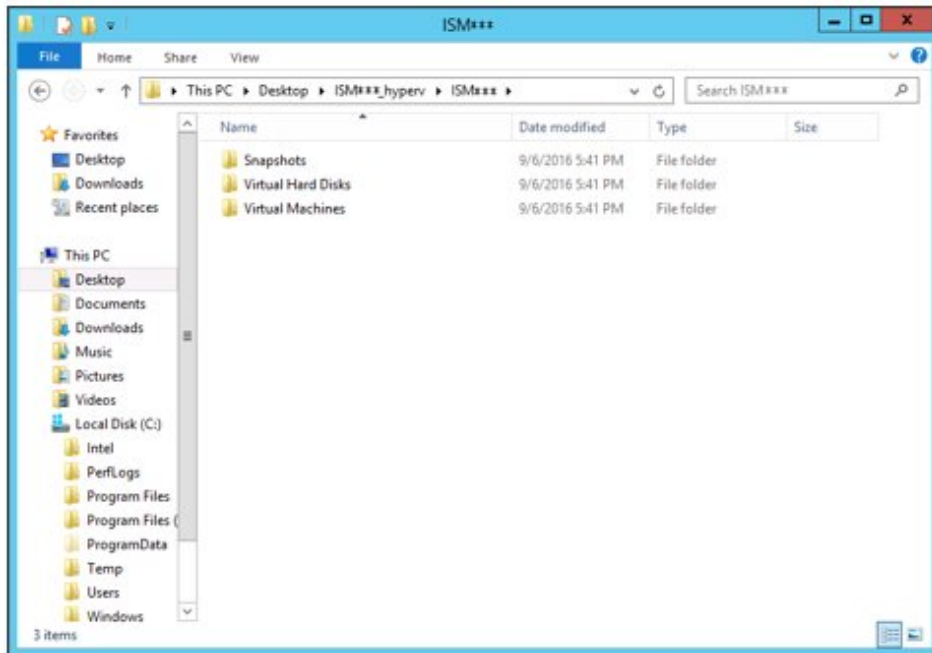 ISM***
File Home Share View
This PC Desktop ISM***_hyperv ISM***
Search ISM***
Name Date modified Type Size
Favorites
Desktop
Downloads
Recent places
This PC
Desktop
Documents
Downloads
Music
Pictures
Videos
Local Disk (C:)
Intel
PerfLogs
Program Files
Program Files (
ProgramData
Temp
Users
Windows
Snapshots 9/6/2016 5:41 PM File folder
Virtual Hard Disks 9/6/2016 5:41 PM File folder
Virtual Machines 9/6/2016 5:41 PM File folder
3 items